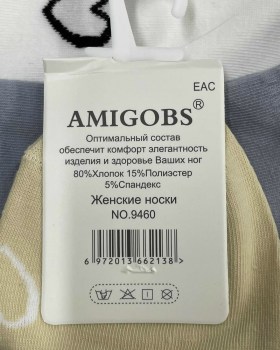 EAC
AMIGOBS®
Оптимальный состав
обеспечит комфорт элегантность
изделия и здоровье Ваших ног
80%Хлопок 15%Полиэстер
5%Спандекс
Женские носки
NO.9460
6 972013 662138 >